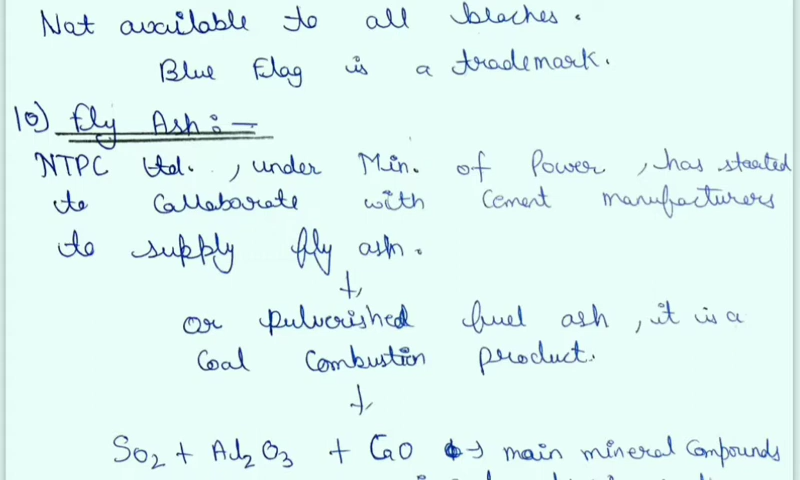 Not available to all beaches.
Blue Flag is a trademark.
10) Fly Ash :-
NTPC Ltd., under Min. of Power, has started
to collaborate with cement manufacturers
to supply fly ash.
or pulverished fuel ash, it is a
Coal Combustion product.
SO2 + Al2O3 + CaO → main mineral compounds